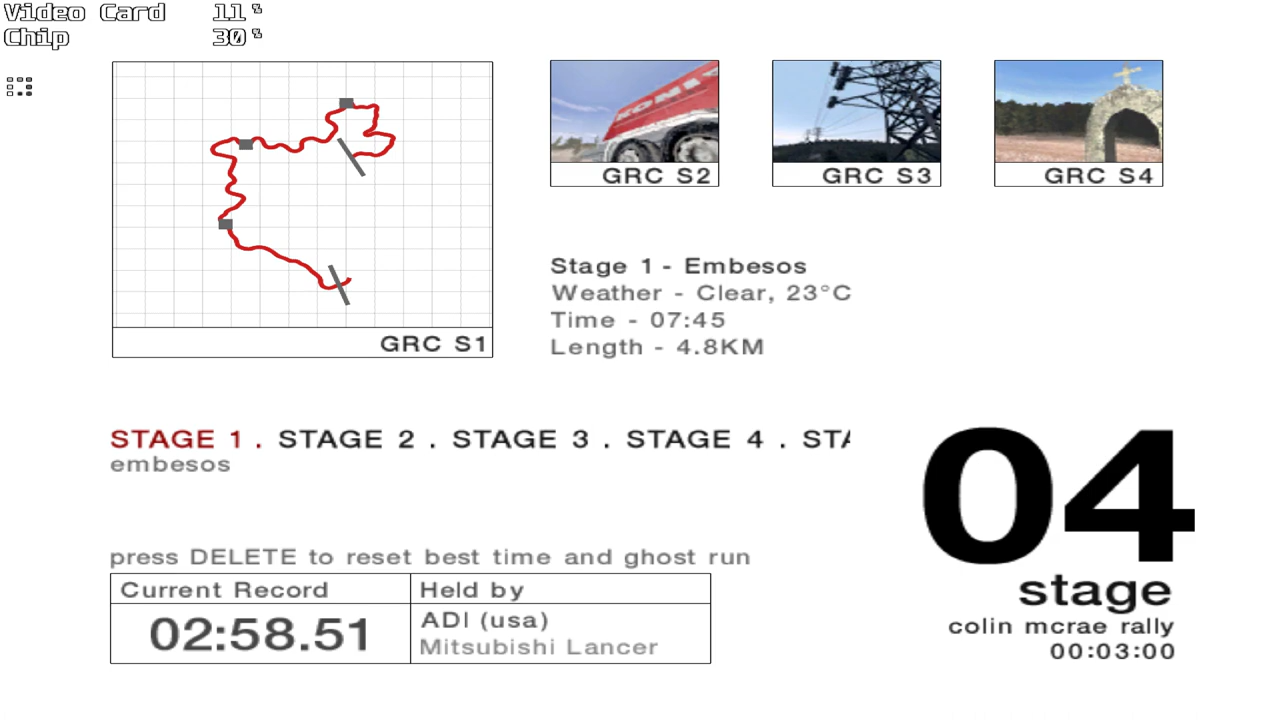 Video Card 11 %
Chip 30 %
KONI
GRC S1
GRC S2
GRC S3
GRC S4
Stage 1 - Embesos
Weather - Clear, 23°C
Time - 07:45
Length - 4.8KM
STAGE 1 . STAGE 2 . STAGE 3 . STAGE 4 . STA
embesos
press DELETE to reset best time and ghost run
Current Record
Held by
02:58.51
ADI (usa)
Mitsubishi Lancer
04
stage
colin mcrae rally
00:03:00